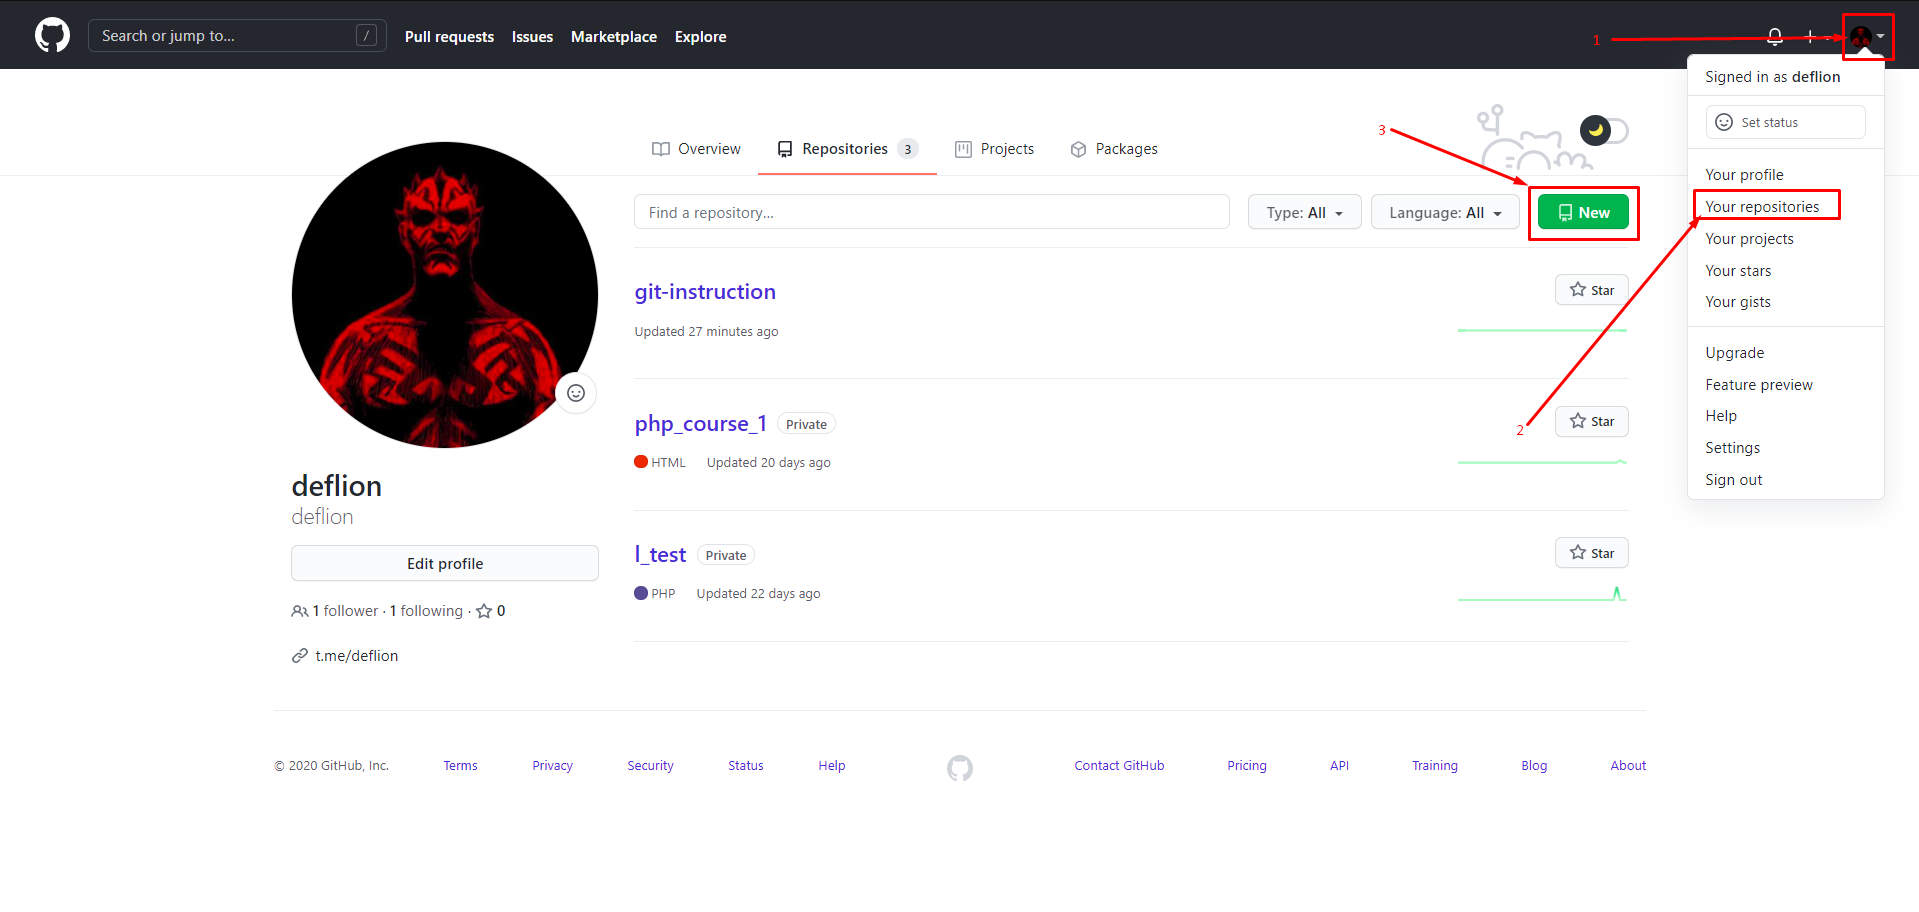 Search or jump to... /
Pull requests Issues Marketplace Explore
1
Signed in as deflion
Set status
Your profile
Your repositories
Your projects
Your stars
Your gists
Upgrade
Feature preview
Help
Settings
Sign out
Overview Repositories 3 Projects Packages
3
Find a repository... Type: All Language: All New
git-instruction Star
Updated 27 minutes ago
php_course_1 Private Star
2
HTML Updated 20 days ago
l_test Private Star
PHP Updated 22 days ago
deflion
deflion
Edit profile
1 follower · 1 following · 0
t.me/deflion
© 2020 GitHub, Inc. Terms Privacy Security Status Help Contact GitHub Pricing API Training Blog About